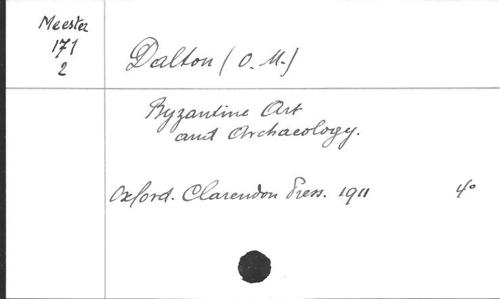 Meester
171
2
Dalton (O. M.)
Byzantine Art
and Archaeology.
Oxford. Clarendon Press. 1911 4°